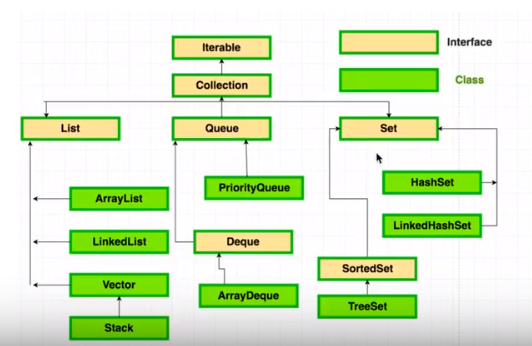 Iterable
Interface
Collection
Class
List
Queue
Set
ArrayList
PriorityQueue
HashSet
LinkedList
Deque
LinkedHashSet
Vector
ArrayDeque
SortedSet
Stack
TreeSet